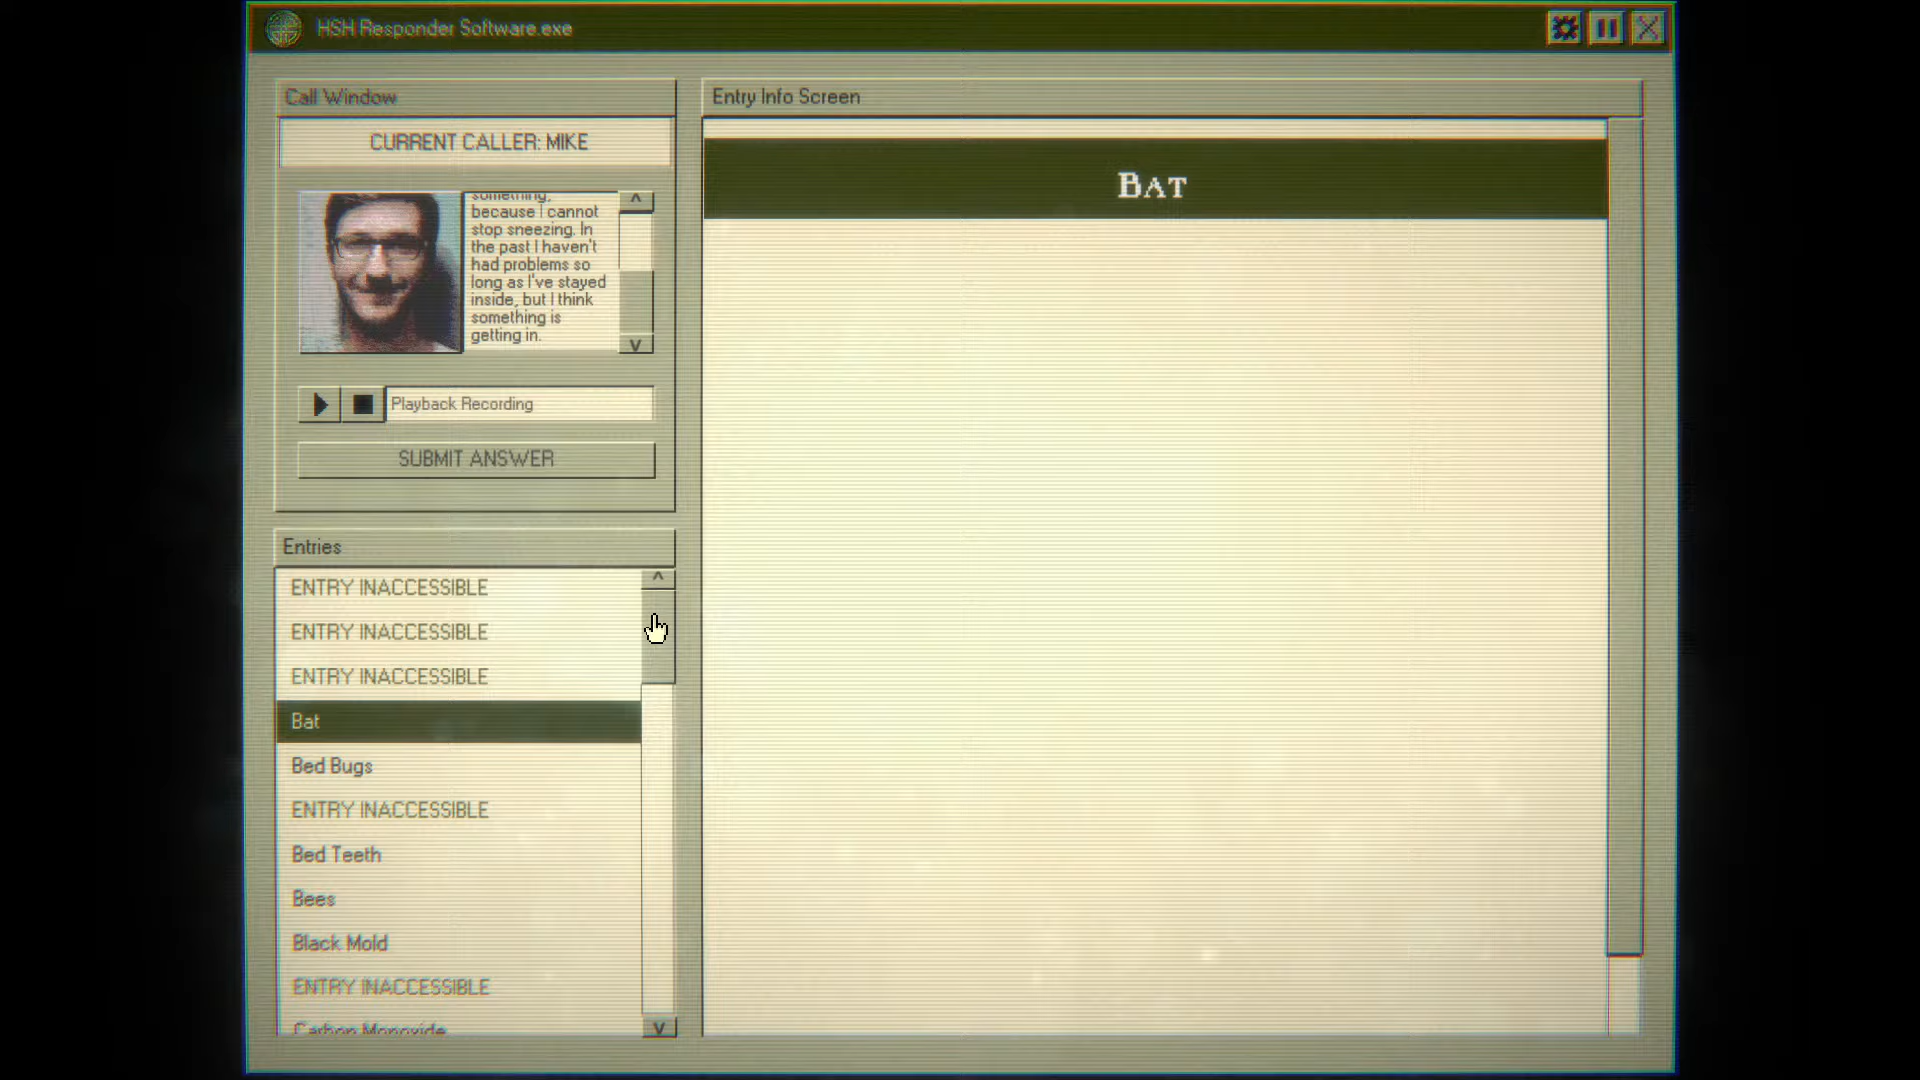 HSH Responder Software.exe
Call Window
CURRENT CALLER: MIKE
something,
because I cannot
stop sneezing. In
the past I haven't
had problems so
long as I've stayed
inside, but I think
something is
getting in.
Playback Recording
SUBMIT ANSWER
Entries
ENTRY INACCESSIBLE
ENTRY INACCESSIBLE
ENTRY INACCESSIBLE
Bat
Bed Bugs
ENTRY INACCESSIBLE
Bed Teeth
Bees
Black Mold
ENTRY INACCESSIBLE
Carbon Monoxide
Entry Info Screen
Bat